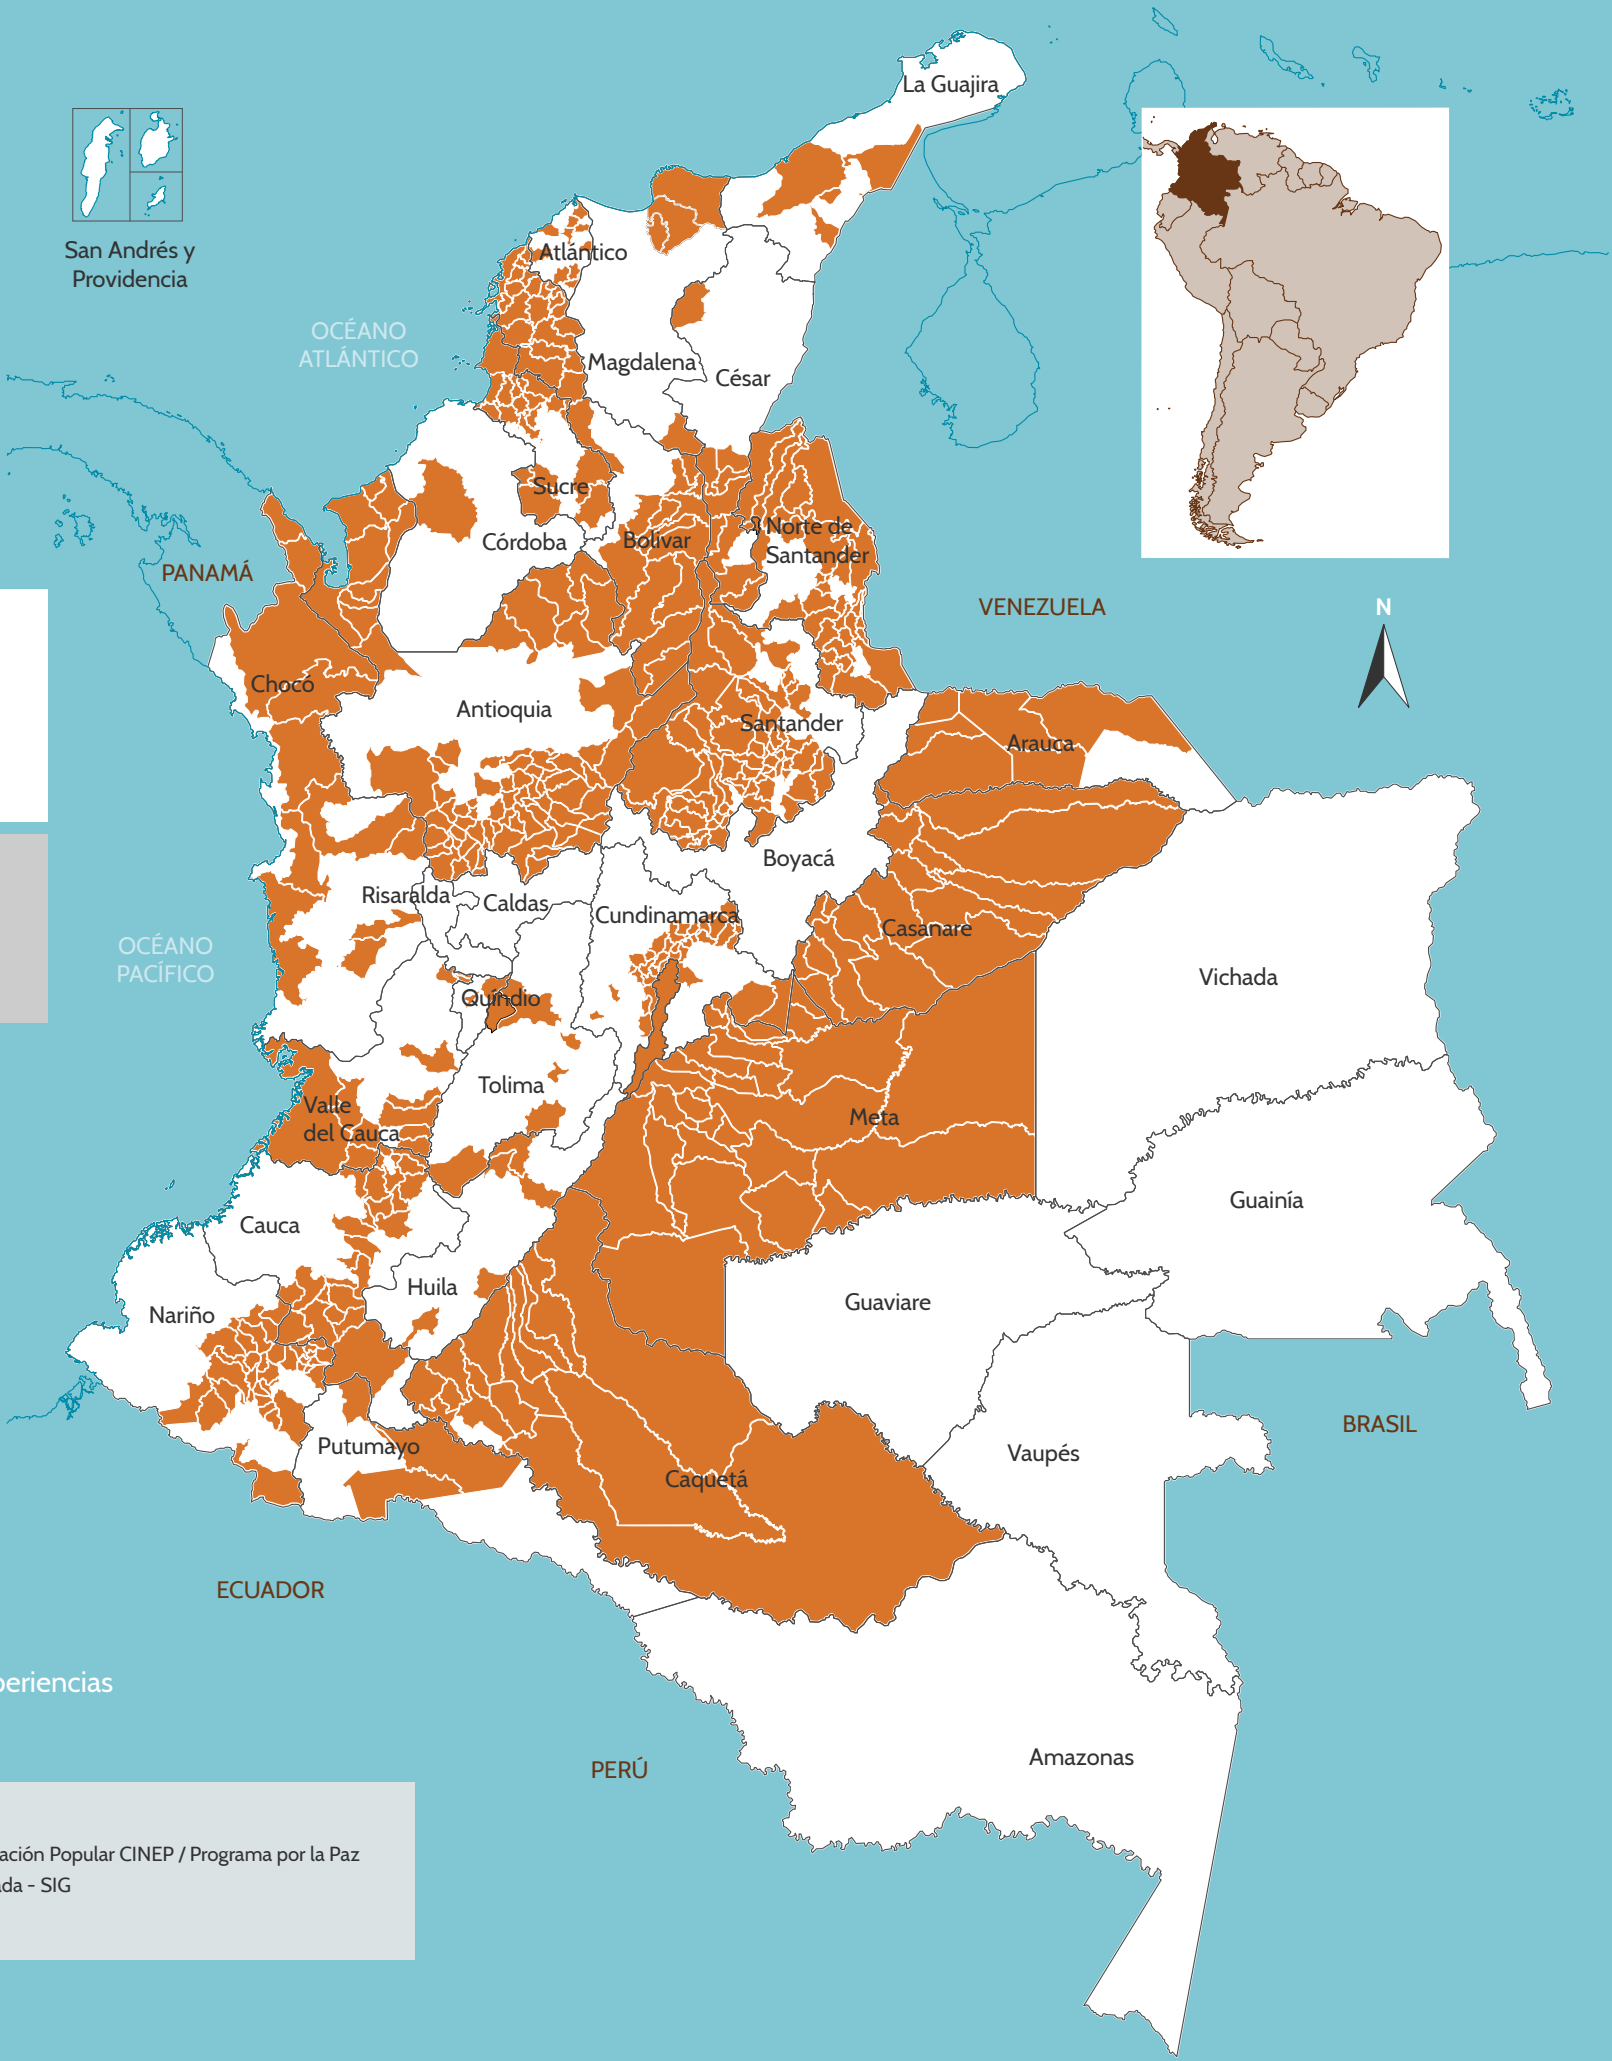 La Guajira
San Andrés y
Providencia
Atlántico
OCÉANO
ATLÁNTICO
Magdalena
César
Sucre
Córdoba
Bolívar
Norte de
Santander
PANAMÁ
VENEZUELA
N
Chocó
Antioquia
Santander
Arauca
Boyacá
Risaralda
Caldas
Cundinamarca
Casanare
OCÉANO
PACÍFICO
Vichada
Quíndio
Tolima
Valle
del Cauca
Meta
Cauca
Guainía
Huila
Nariño
Guaviare
BRASIL
Putumayo
Vaupés
Caquetá
ECUADOR
periencias
PERÚ
Amazonas
ación Popular CINEP / Programa por la Paz
ada - SIG